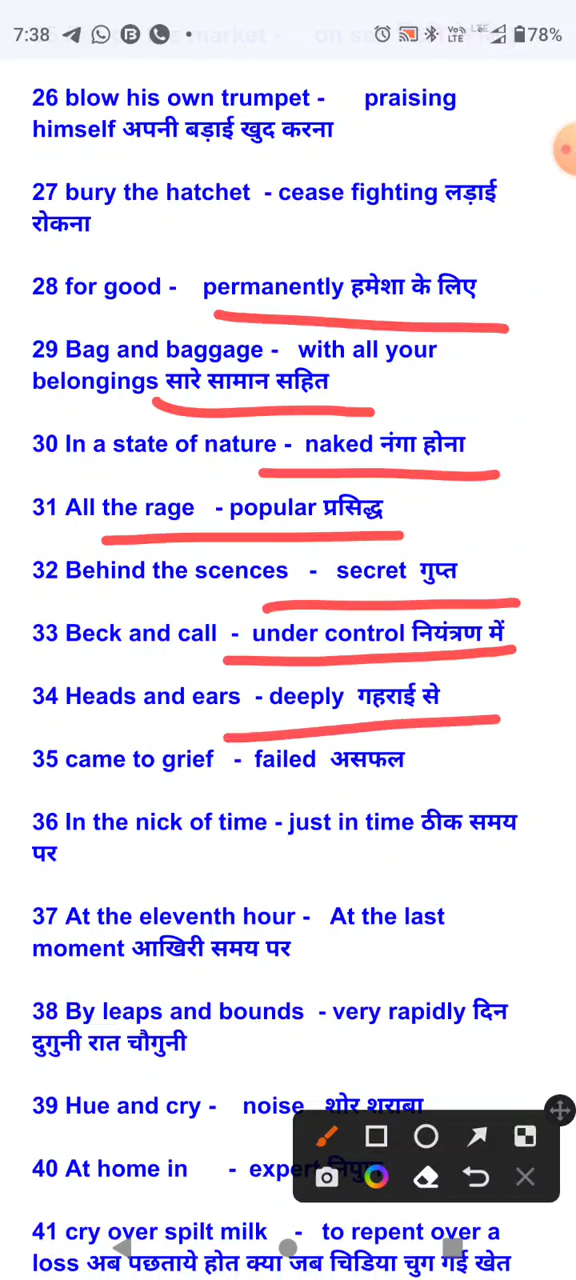 7:38
Vo)) LTE
78%
26 blow his own trumpet - praising
himself अपनी बड़ाई खुद करना
27 bury the hatchet - cease fighting लड़ाई
रोकना
28 for good - permanently हमेशा के लिए
29 Bag and baggage - with all your
belongings सारे सामान सहित
30 In a state of nature - naked नंगा होना
31 All the rage - popular प्रसिद्ध
32 Behind the scences - secret गुप्त
33 Beck and call - under control नियंत्रण में
34 Heads and ears - deeply गहराई से
35 came to grief - failed असफल
36 In the nick of time - just in time ठीक समय
पर
37 At the eleventh hour - At the last
moment आखिरी समय पर
38 By leaps and bounds - very rapidly दिन
दुगुनी रात चौगुनी
39 Hue and cry - noise शोर शराबा
40 At home in - expert
41 cry over spilt milk - to repent over a
loss अब पछताये होत क्या जब चिडिया चुग गई खेत